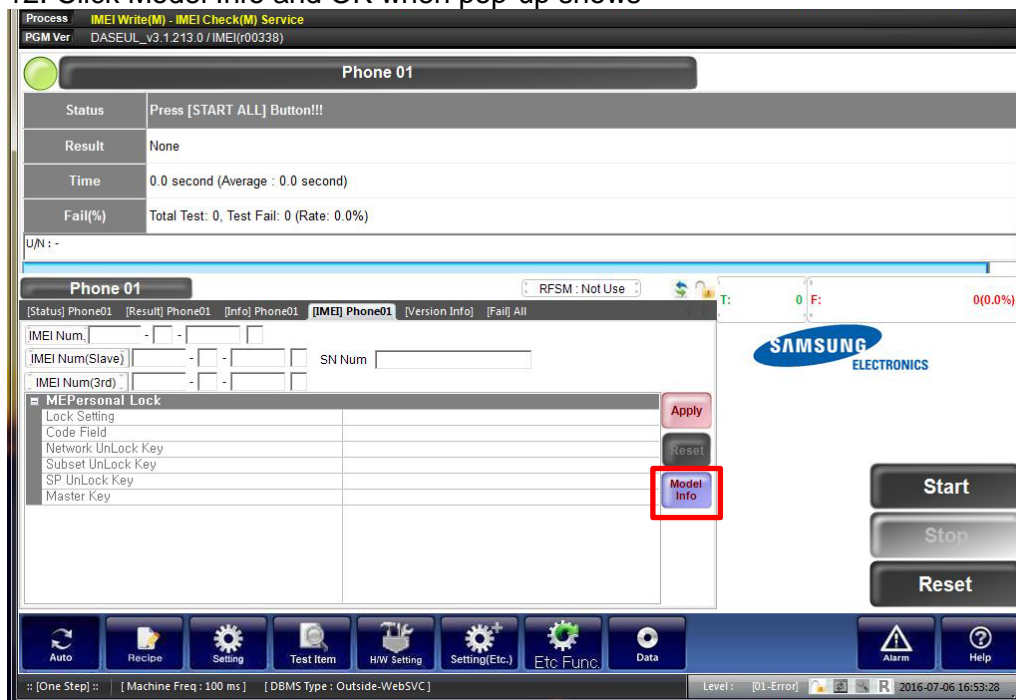 12. Click Model Info and OK when pop-up shows
Process IMEI Write(M) - IMEI Check(M) Service
PGM Ver DASEUL_v3.1.213.0 / IMEI(r00338)
Phone 01
Status Press [START ALL] Button!!!
Result None
Time 0.0 second (Average : 0.0 second)
Fail(%) Total Test: 0, Test Fail: 0 (Rate: 0.0%)
U/N : -
Phone 01 RFSM : Not Use T: 0 F: 0(0.0%)
[Status] Phone01 [Result] Phone01 [Info] Phone01 [IMEI] Phone01 [Version Info] [Fail] All
IMEI Num. - -
IMEI Num(Slave) - - SN Num
IMEI Num(3rd) - -
SAMSUNG
ELECTRONICS
MEPersonal Lock
Lock Setting
Code Field
Network UnLock Key
Subset UnLock Key
SP UnLock Key
Master Key
Apply
Reset
Model
Info
Start
Stop
Reset
Auto Recipe Setting Test Item H/W Setting Setting(Etc.) Etc Func. Data Alarm Help
:: [One Step] :: [ Machine Freq : 100 ms ] [ DBMS Type : Outside-WebSVC ] Level : [01-Error] R 2016-07-06 16:53:28